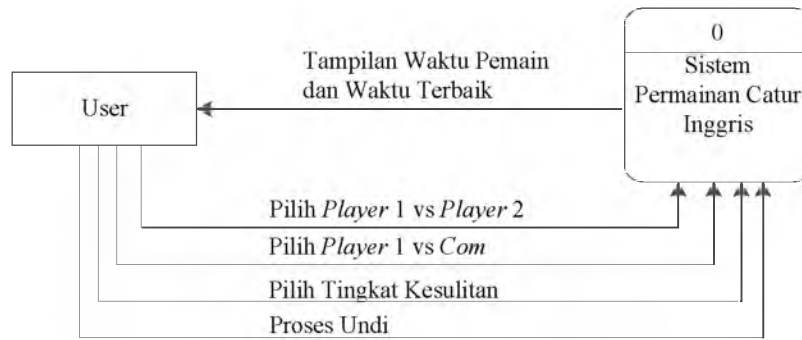 0
Sistem
Permainan Catur
Inggris
Tampilan Waktu Pemain
dan Waktu Terbaik
User
Pilih Player 1 vs Player 2
Pilih Player 1 vs Com
Pilih Tingkat Kesulitan
Proses Undi